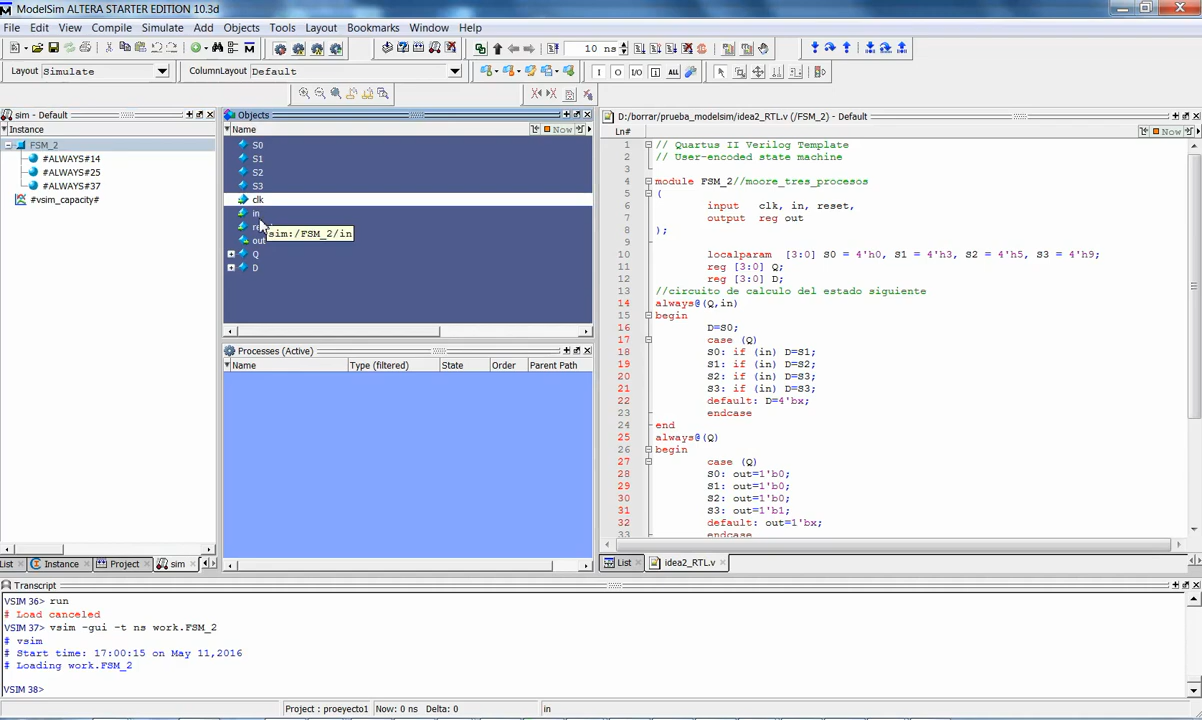 ModelSim ALTERA STARTER EDITION 10.3d
File Edit View Compile Simulate Add Objects Tools Layout Bookmarks Window Help
10 ns
Layout Simulate ColumnLayout Default
I O I/O ALL
sim - Default
Instance
FSM_2
#ALWAYS#14
#ALWAYS#25
#ALWAYS#37
#vsim_capacity#
List Instance Project sim
Objects
Name Now
S0
S1
S2
S3
clk
in
sim:/FSM_2/in
out
Q
D
Processes (Active)
Name Type (filtered) State Order Parent Path
D:/borrar/prueba_modelsim/idea2_RTL.v (/FSM_2) - Default
Ln# Now
1 // Quartus II Verilog Template
2 // User-encoded state machine
3
4 module FSM_2//moore_tres_procesos
5 (
6 input clk, in, reset,
7 output reg out
8 );
9
10 localparam [3:0] S0 = 4'h0, S1 = 4'h3, S2 = 4'h5, S3 = 4'h9;
11 reg [3:0] Q;
12 reg [3:0] D;
13 //circuito de calculo del estado siguiente
14 always@(Q,in)
15 begin
16 D=S0;
17 case (Q)
18 S0: if (in) D=S1;
19 S1: if (in) D=S2;
20 S2: if (in) D=S3;
21 S3: if (in) D=S3;
22 default: D=4'bx;
23 endcase
24 end
25 always@(Q)
26 begin
27 case (Q)
28 S0: out=1'b0;
29 S1: out=1'b0;
30 S2: out=1'b0;
31 S3: out=1'b1;
32 default: out=1'bx;
33 endcase
List idea2_RTL.v
Transcript
VSIM 36> run
# Load canceled
VSIM 37> vsim -gui -t ns work.FSM_2
# vsim
# Start time: 17:00:15 on May 11,2016
# Loading work.FSM_2
VSIM 38>
Project : proeyecto1 Now: 0 ns Delta: 0 in